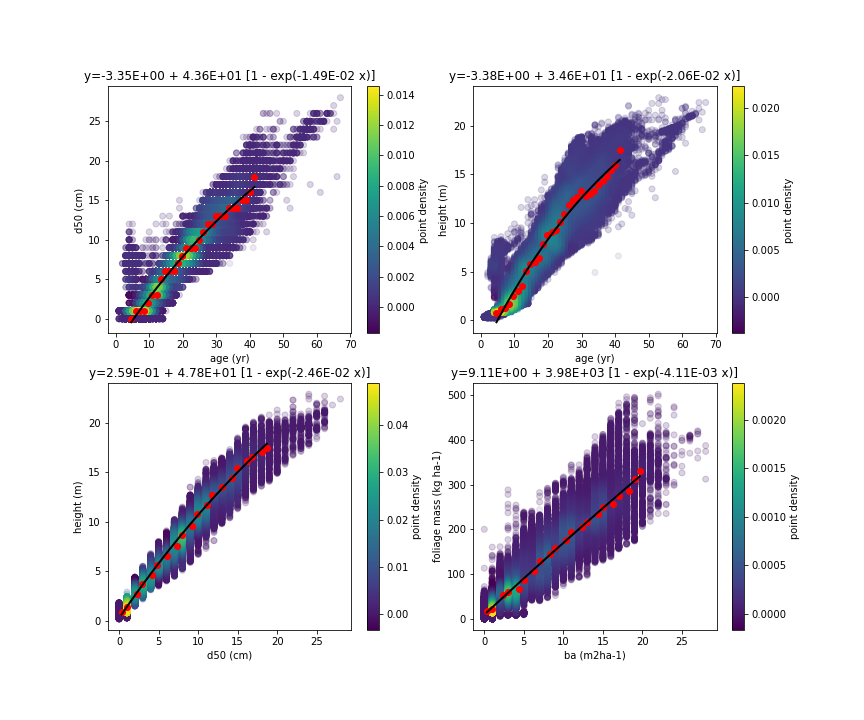 y=-3.35E+00 + 4.36E+01 [1 - exp(-1.49E-02 x)]
25
20
15
10
5
0
d50 (cm)
0 10 20 30 40 50 60 70
age (yr)
0.014
0.012
0.010
0.008
0.006
0.004
0.002
0.000
point density
y=-3.38E+00 + 3.46E+01 [1 - exp(-2.06E-02 x)]
20
15
10
5
0
height (m)
0 10 20 30 40 50 60 70
age (yr)
0.020
0.015
0.010
0.005
0.000
point density
y=2.59E-01 + 4.78E+01 [1 - exp(-2.46E-02 x)]
20
15
10
5
0
height (m)
0 5 10 15 20 25
d50 (cm)
0.04
0.03
0.02
0.01
0.00
point density
y=9.11E+00 + 3.98E+03 [1 - exp(-4.11E-03 x)]
500
400
300
200
100
0
foliage mass (kg ha-1)
0 5 10 15 20 25
ba (m2ha-1)
0.0020
0.0015
0.0010
0.0005
0.0000
point density